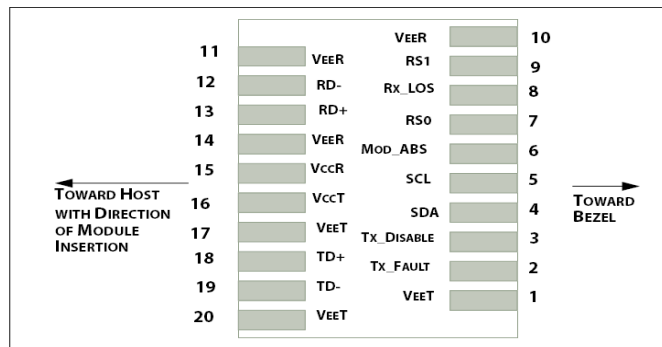 VEER 10
11 VEER
RS1 9
12 RD-
RX_LOS 8
13 RD+
RS0 7
14 VEER
MOD_ABS 6
15 VCCR
SCL 5
16 VCCT
SDA 4
17 VEET
TX_DISABLE 3
18 TD+
TX_FAULT 2
19 TD-
VEET 1
20 VEET
TOWARD HOST
WITH DIRECTION
OF MODULE
INSERTION
TOWARD
BEZEL